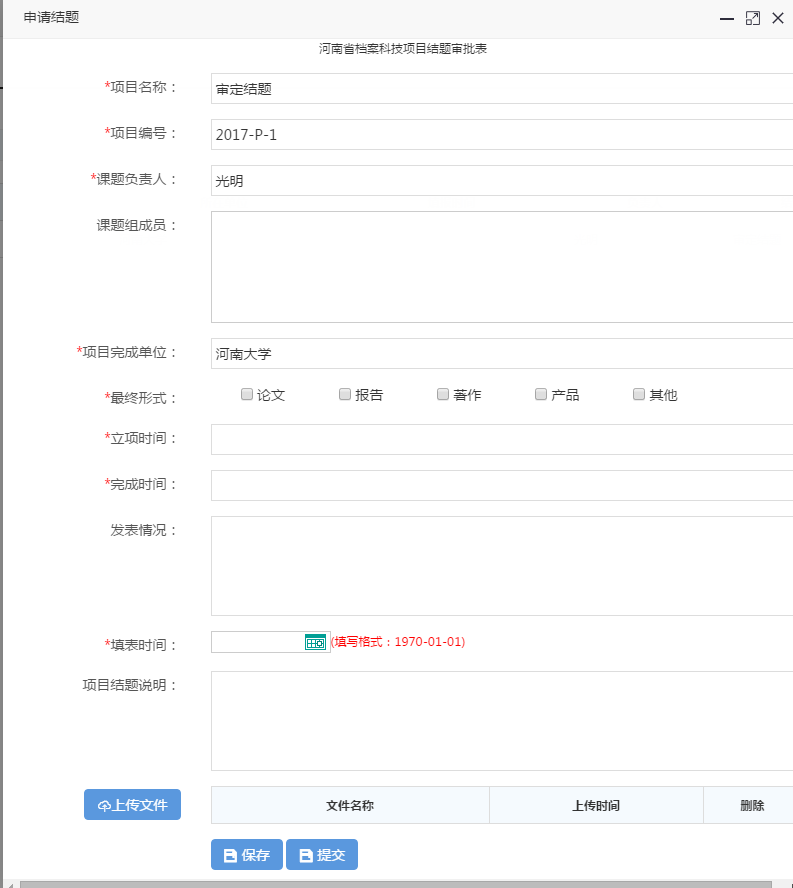 申请结题
河南省档案科技项目结题审批表
*项目名称： 审定结题
*项目编号： 2017-P-1
*课题负责人： 光明
课题组成员：
*项目完成单位： 河南大学
*最终形式： 论文 报告 著作 产品 其他
*立项时间：
*完成时间：
发表情况：
*填表时间： (填写格式：1970-01-01)
项目结题说明：
上传文件 文件名称 上传时间 删除
保存 提交